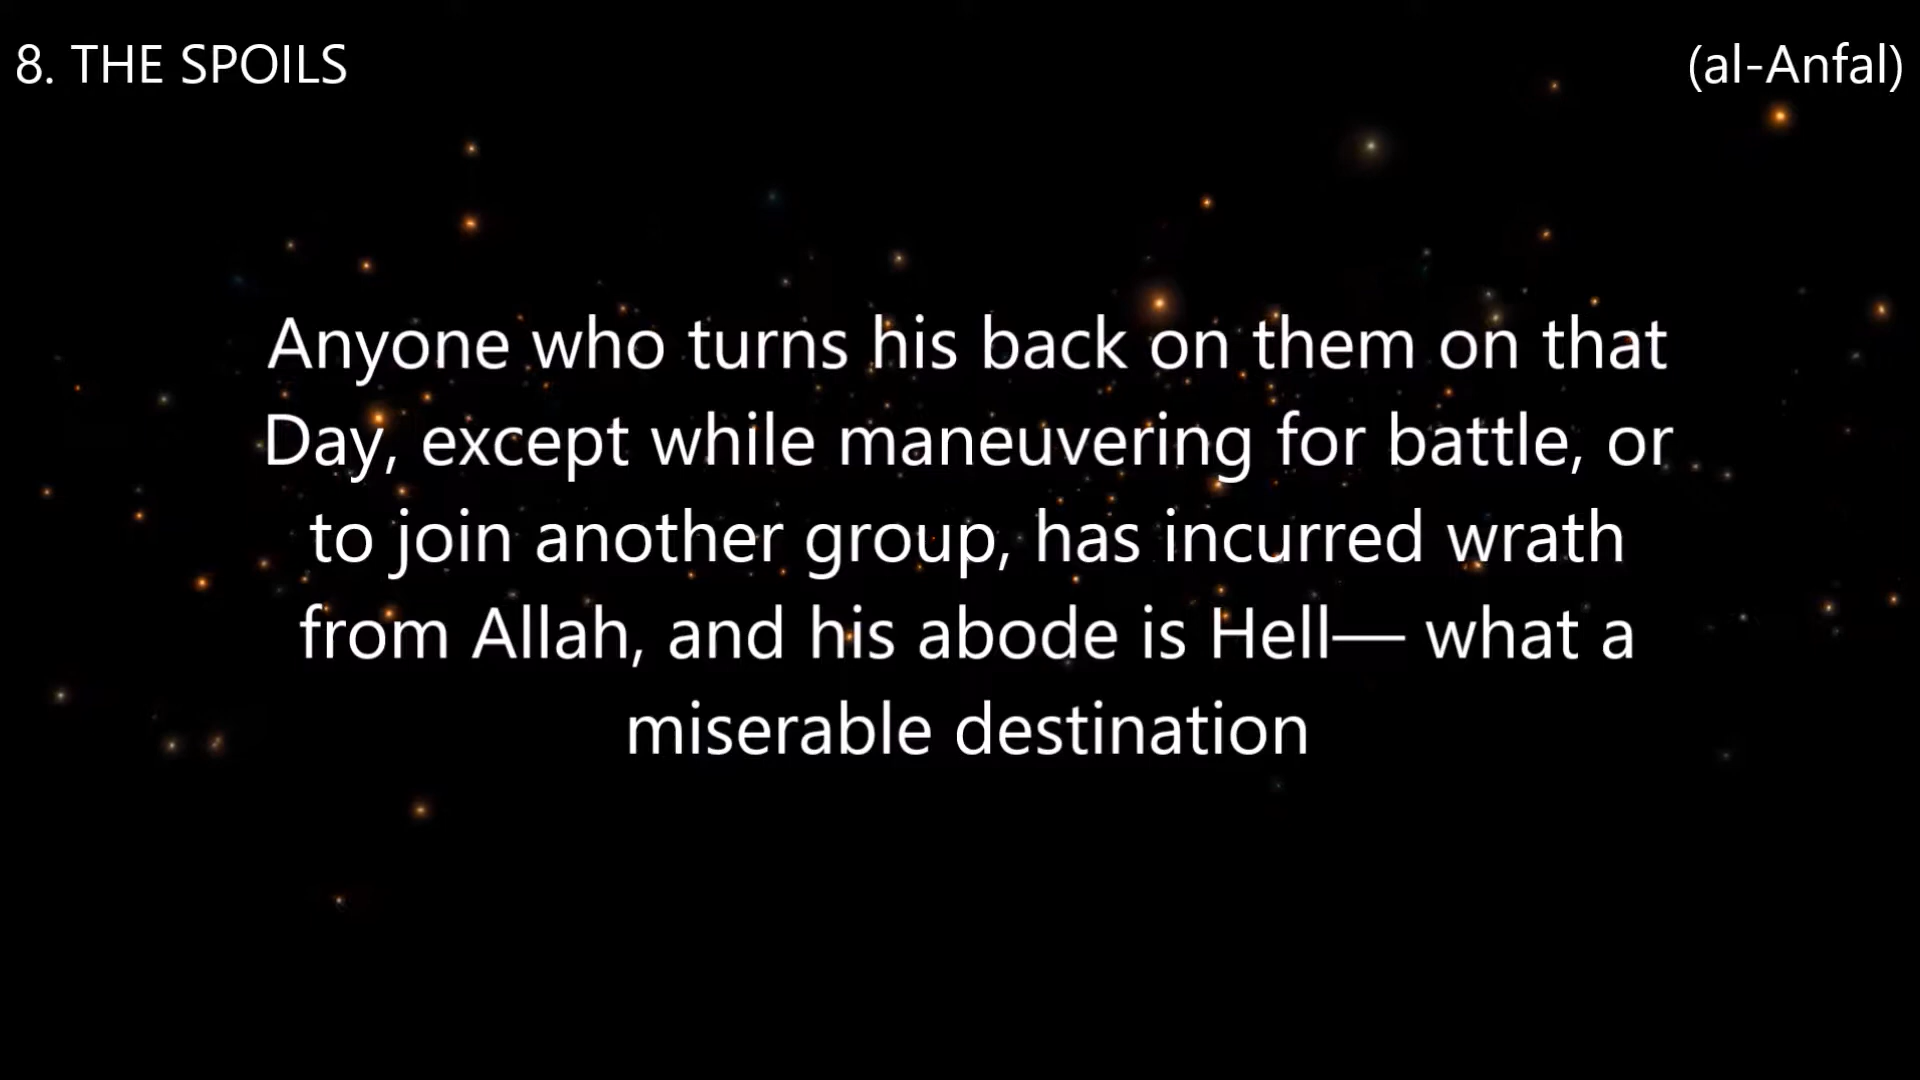 8. THE SPOILS
(al-Anfal)
Anyone who turns his back on them on that
Day, except while maneuvering for battle, or
to join another group, has incurred wrath
from Allah, and his abode is Hell— what a
miserable destination